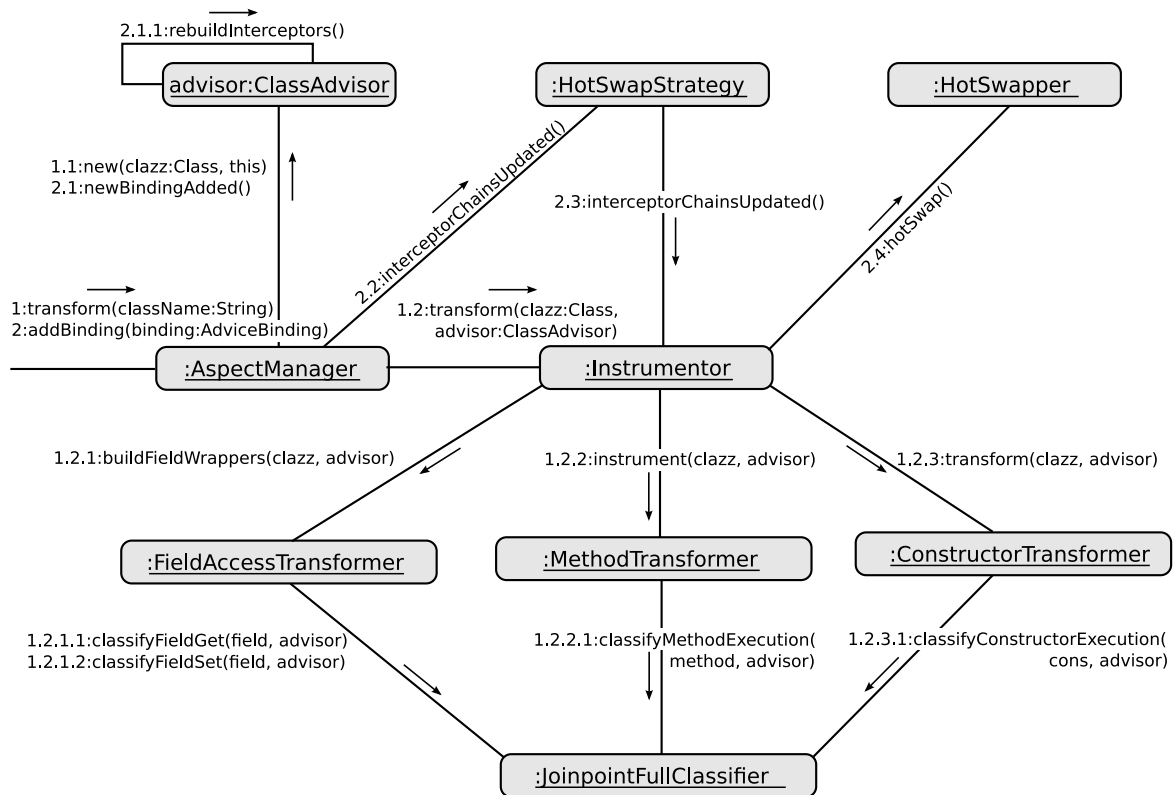 2.1.1:rebuildInterceptors()
advisor:ClassAdvisor
:HotSwapStrategy
:HotSwapper
1.1:new(clazz:Class, this)
2.1:newBindingAdded()
2.2:interceptorChainsUpdated()
2.3:interceptorChainsUpdated()
2.4:hotSwap()
1:transform(className:String)
2:addBinding(binding:AdviceBinding)
1.2:transform(clazz:Class,
advisor:ClassAdvisor)
:AspectManager
:Instrumentor
1.2.1:buildFieldWrappers(clazz, advisor)
1.2.2:instrument(clazz, advisor)
1.2.3:transform(clazz, advisor)
:FieldAccessTransformer
:MethodTransformer
:ConstructorTransformer
1.2.1.1:classifyFieldGet(field, advisor)
1.2.1.2:classifyFieldSet(field, advisor)
1.2.2.1:classifyMethodExecution(
method, advisor)
1.2.3.1:classifyConstructorExecution(
cons, advisor)
:JoinpointFullClassifier